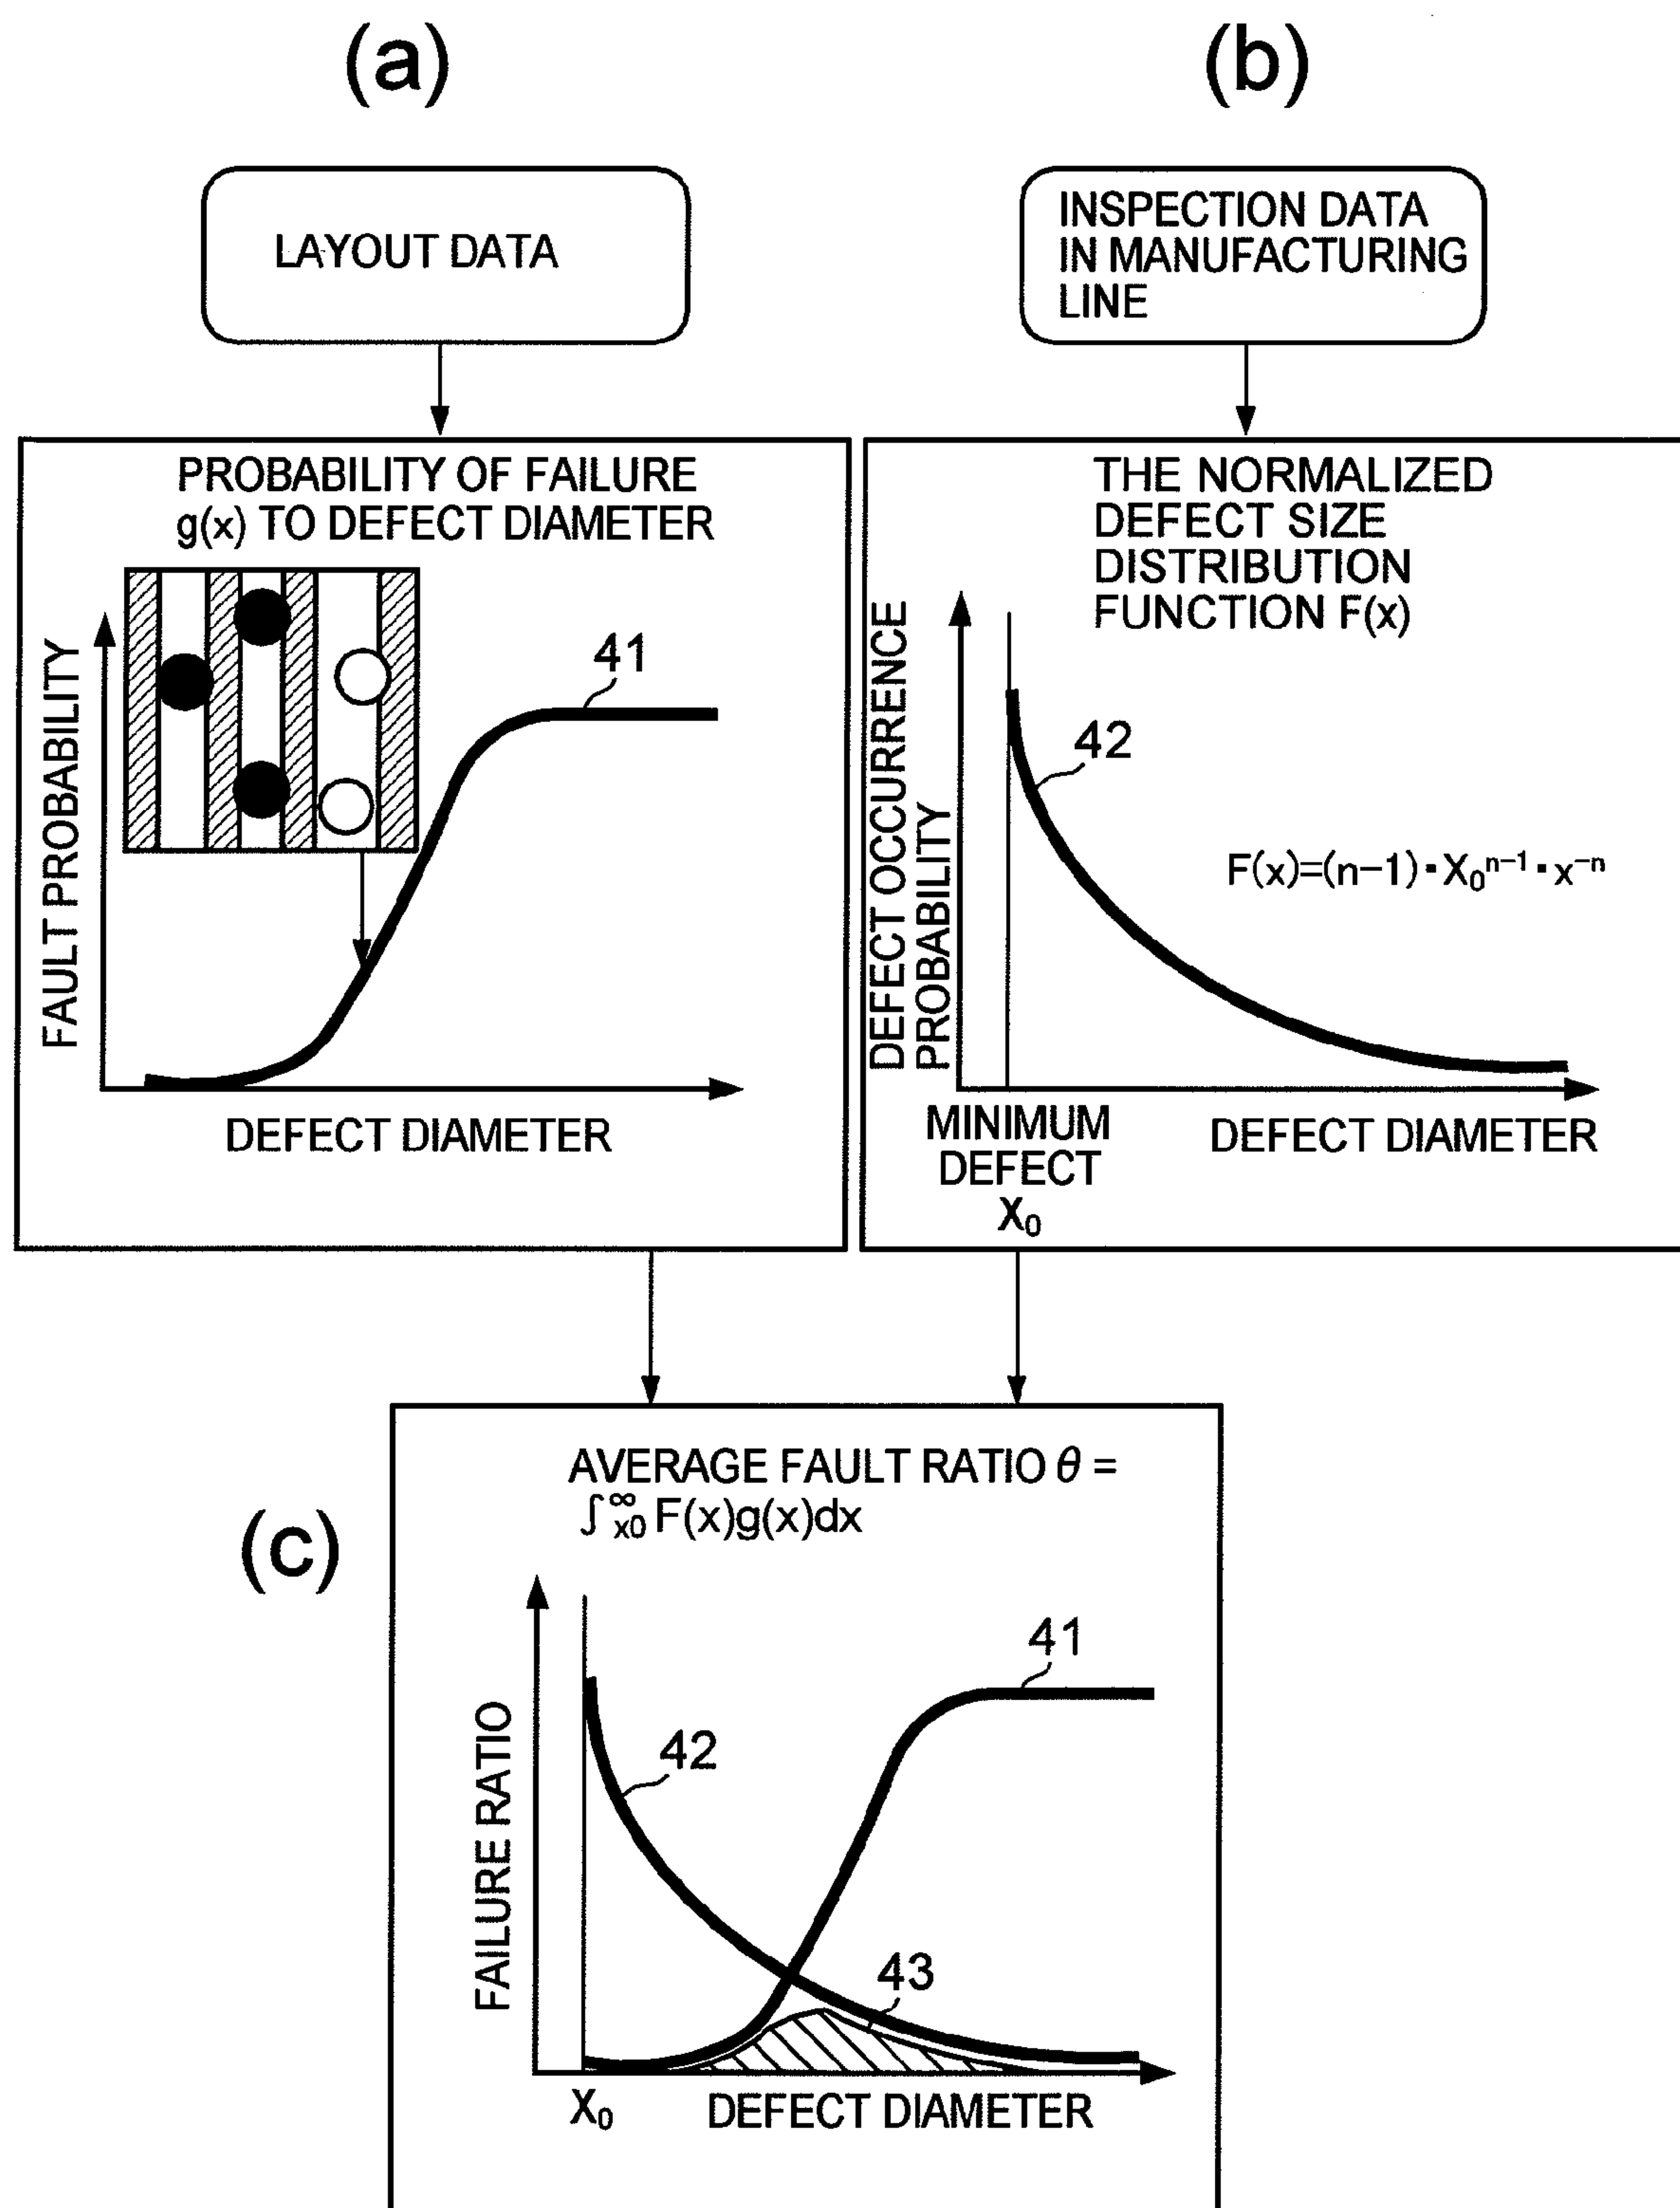 (a)
LAYOUT DATA
PROBABILITY OF FAILURE
g(x) TO DEFECT DIAMETER
FAULT PROBABILITY
41
DEFECT DIAMETER
(b)
INSPECTION DATA
IN MANUFACTURING
LINE
THE NORMALIZED
DEFECT SIZE
DISTRIBUTION
FUNCTION F(x)
DEFECT OCCURRENCE
PROBABILITY
42
F(x)=(n−1)▪X₀ⁿ⁻¹▪x⁻ⁿ
MINIMUM
DEFECT
X₀
DEFECT DIAMETER
(c)
AVERAGE FAULT RATIO θ =
∫∞x0 F(x)g(x)dx
FAILURE RATIO
41
42
43
X₀
DEFECT DIAMETER